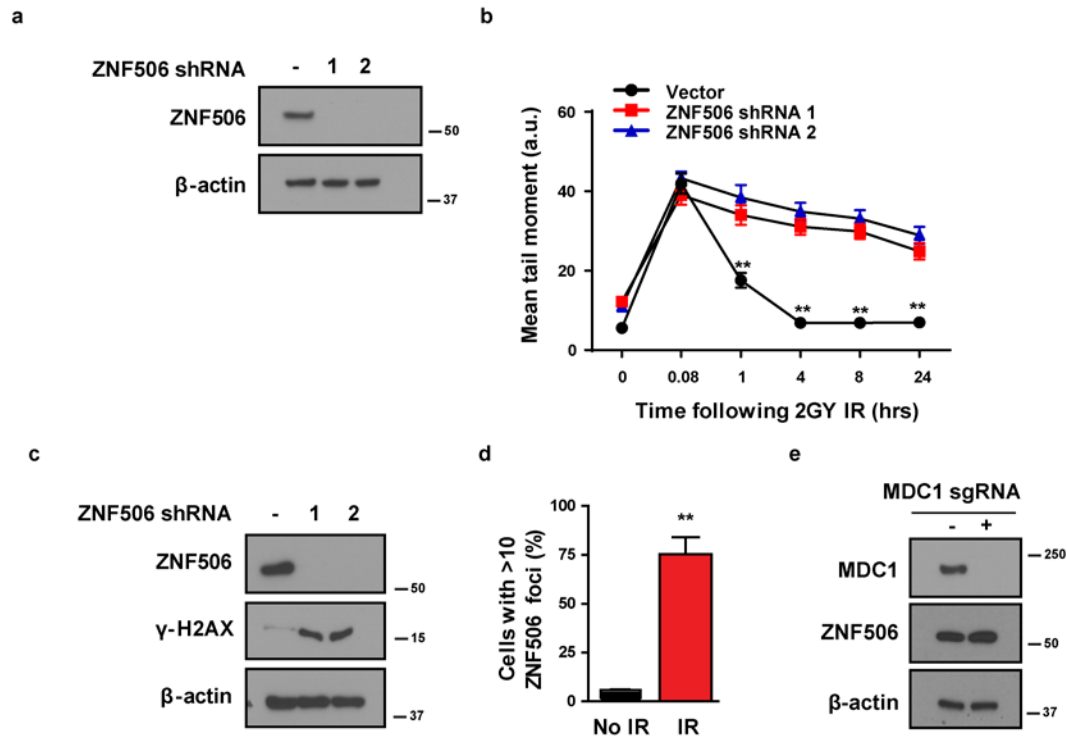 a
ZNF506 shRNA - 1 2
ZNF506
50
β-actin
37
b
Vector
ZNF506 shRNA 1
ZNF506 shRNA 2
Mean tail moment (a.u.)
60
40
20
0
** ** ** **
0 0.08 1 4 8 24
Time following 2GY IR (hrs)
c
ZNF506 shRNA - 1 2
ZNF506
50
γ-H2AX
15
β-actin
37
d
Cells with >10
ZNF506 foci (%)
100
75
50
25
0
**
No IR IR
e
MDC1 sgRNA
- +
MDC1
250
ZNF506
50
β-actin
37